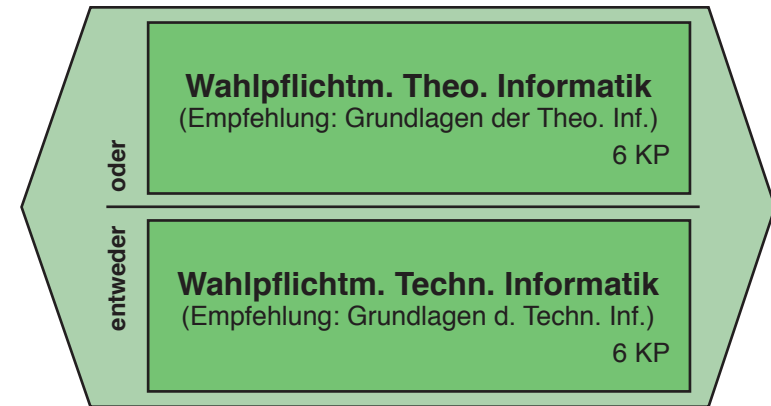 oder
Wahlpflichtm. Theo. Informatik
(Empfehlung: Grundlagen der Theo. Inf.)
6 KP
entweder
Wahlpflichtm. Techn. Informatik
(Empfehlung: Grundlagen d. Techn. Inf.)
6 KP